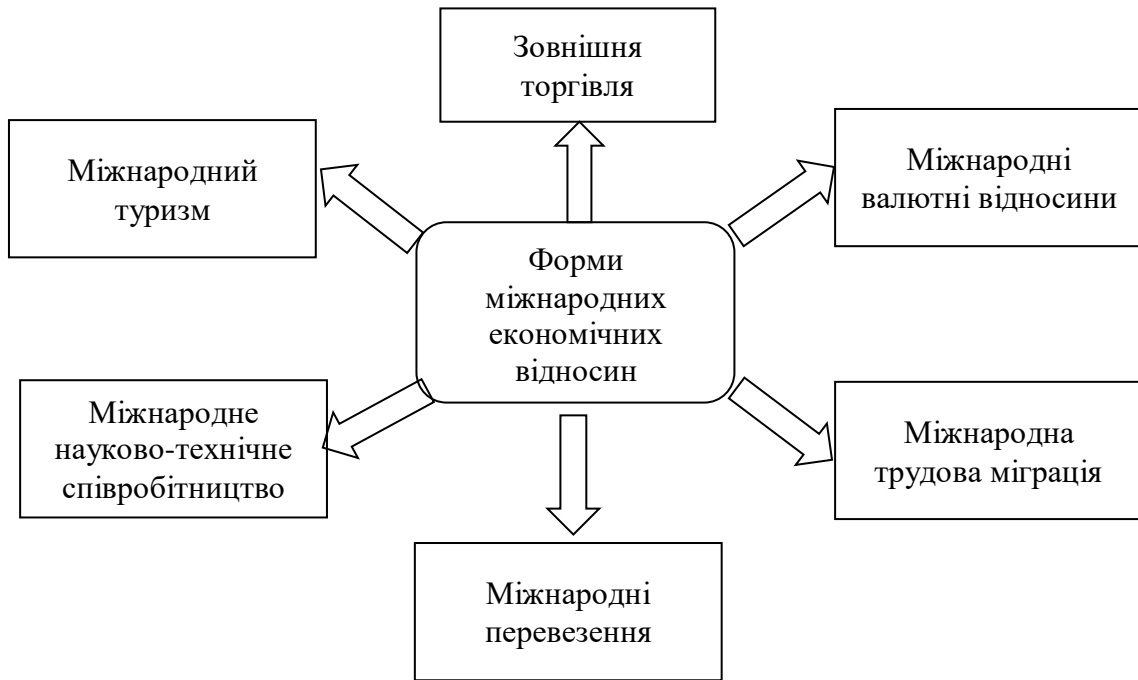 Зовнішня
торгівля
Міжнародний
туризм
Міжнародні
валютні відносини
Форми
міжнародних
економічних
відносин
Міжнародне
науково-технічне
співробітництво
Міжнародна
трудова міграція
Міжнародні
перевезення